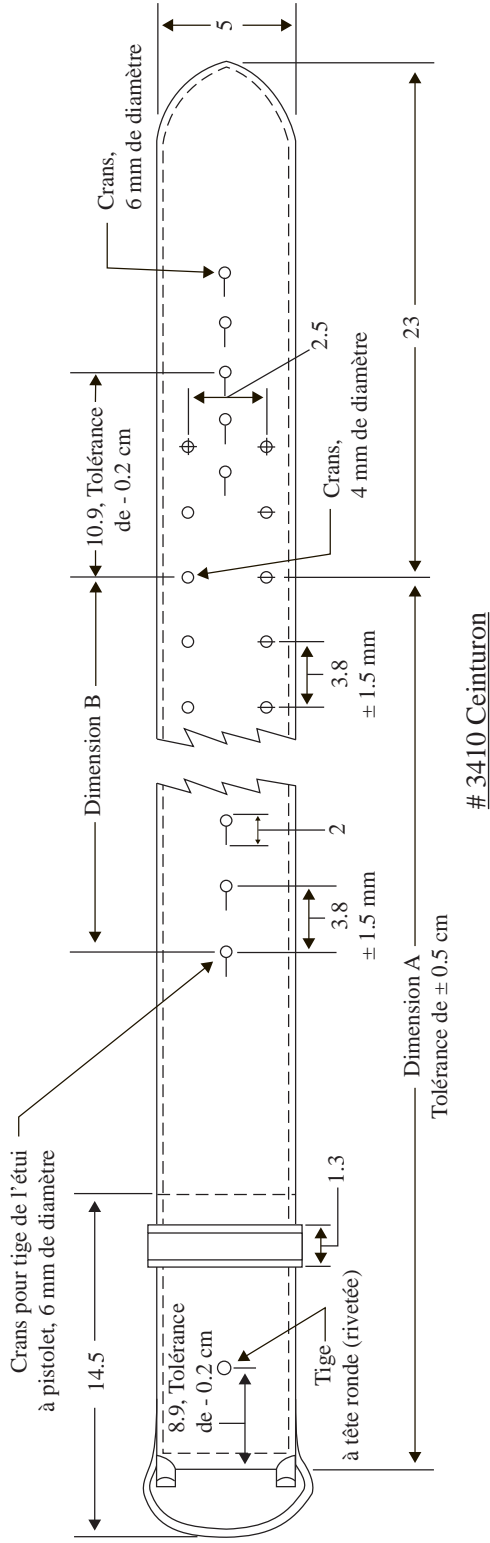 Crans pour tige de l'étui
à pistolet, 6 mm de diamètre
14.5
8.9, Tolérance
de - 0.2 cm
Tige
à tête ronde (rivetée)
1.3
Dimension B
10.9, Tolérance
de - 0.2 cm
Crans,
6 mm de diamètre
5
2
3.8
± 1.5 mm
3.8
± 1.5 mm
Crans,
4 mm de diamètre
2.5
Dimension A
Tolérance de ± 0.5 cm
23
# 3410 Ceinturon